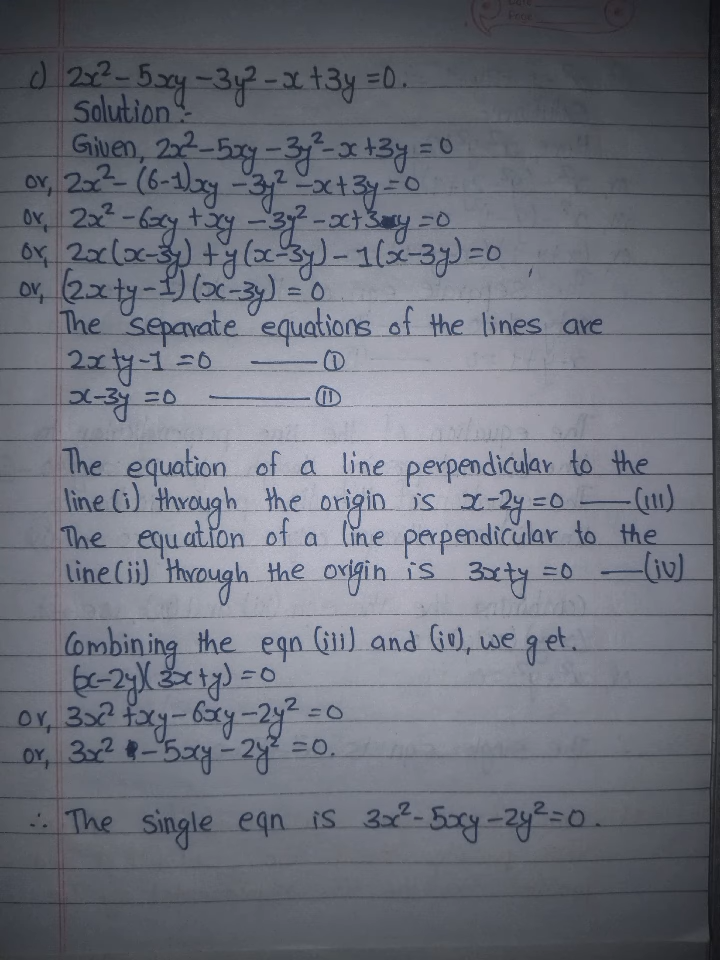 c) 2x²-5xy-3y²-x+3y=0.
Solution:-
Given, 2x²-5xy-3y²-x+3y=0
or, 2x²-(6-1)xy-3y²-x+3y=0
or, 2x²-6xy+xy-3y²-x+3y=0
or, 2x(x-3y)+y(x-3y)-1(x-3y)=0
or, (2x+y-1)(x-3y)=0
The separate equations of the lines are
2x+y-1=0 —— (i)
x-3y=0 —— (ii)
The equation of a line perpendicular to the
line (i) through the origin is x-2y=0 —(iii)
The equation of a line perpendicular to the
line (ii) through the origin is 3x+y=0 —(iv)
Combining the eqn (iii) and (iv), we get.
(x-2y)(3x+y)=0
or, 3x²+xy-6xy-2y²=0
or, 3x²-5xy-2y²=0.
∴ The single eqn is 3x²-5xy-2y²=0.